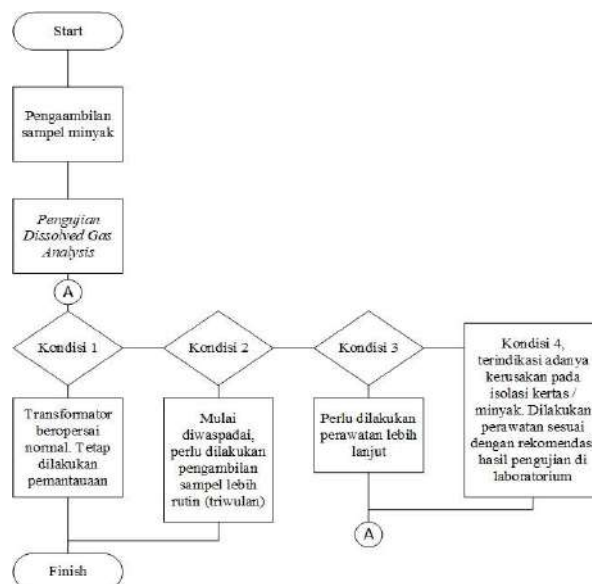 Start
Pengaambilan
sampel minyak
Pengujian
Dissolved Gas
Analysis
A
Kondisi 1
Kondisi 2
Kondisi 3
Kondisi 4,
terindikasi adanya
kerusakan pada
isolasi kertas /
minyak. Dilakukan
perawatan sesuai
dengan rekomendasi
hasil pengujian di
laboratorium
Transformator
beropersai
normal. Tetap
dilakukan
pemantauaan
Mulai
diwaspadai,
perlu dilakukan
pengambilan
sampel lebih
rutin (triwulan)
Perlu dilakukan
perawatan lebih
lanjut
A
Finish